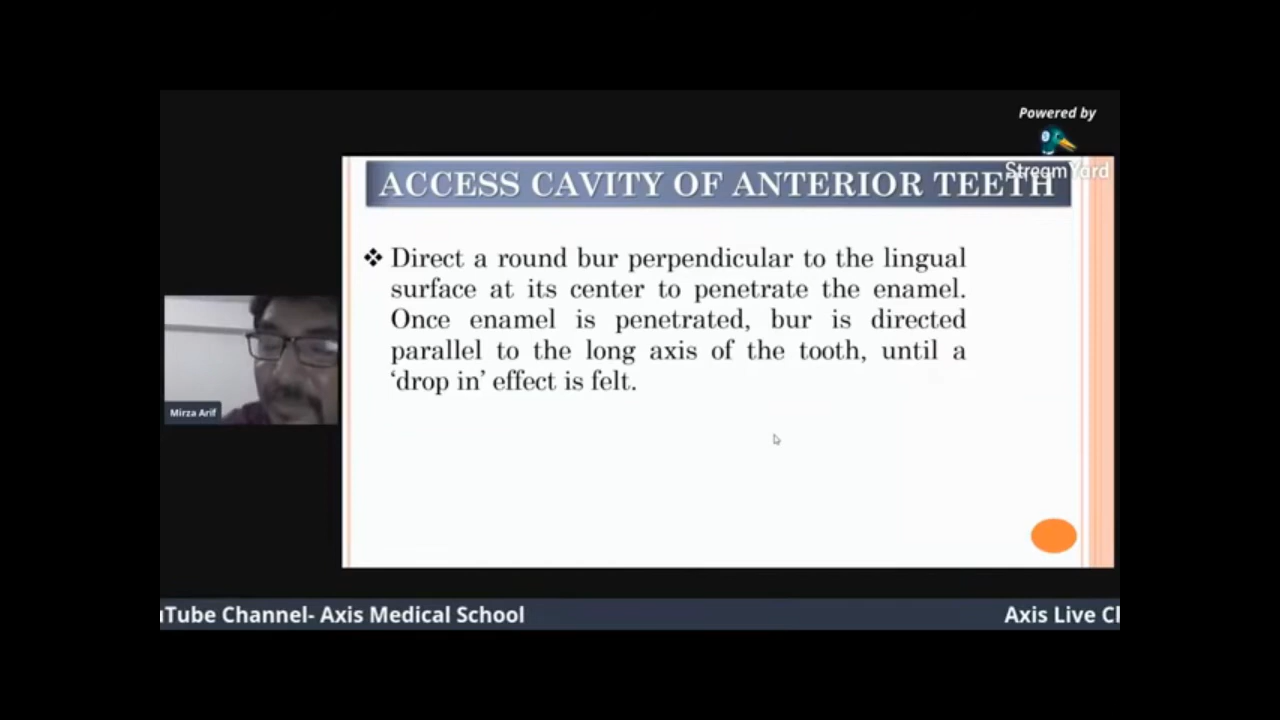 Powered by
StreamYard
ACCESS CAVITY OF ANTERIOR TEETH
❖ Direct a round bur perpendicular to the lingual
surface at its center to penetrate the enamel.
Once enamel is penetrated, bur is directed
parallel to the long axis of the tooth, until a
‘drop in’ effect is felt.
Mirza Arif
uTube Channel- Axis Medical School
Axis Live Cl